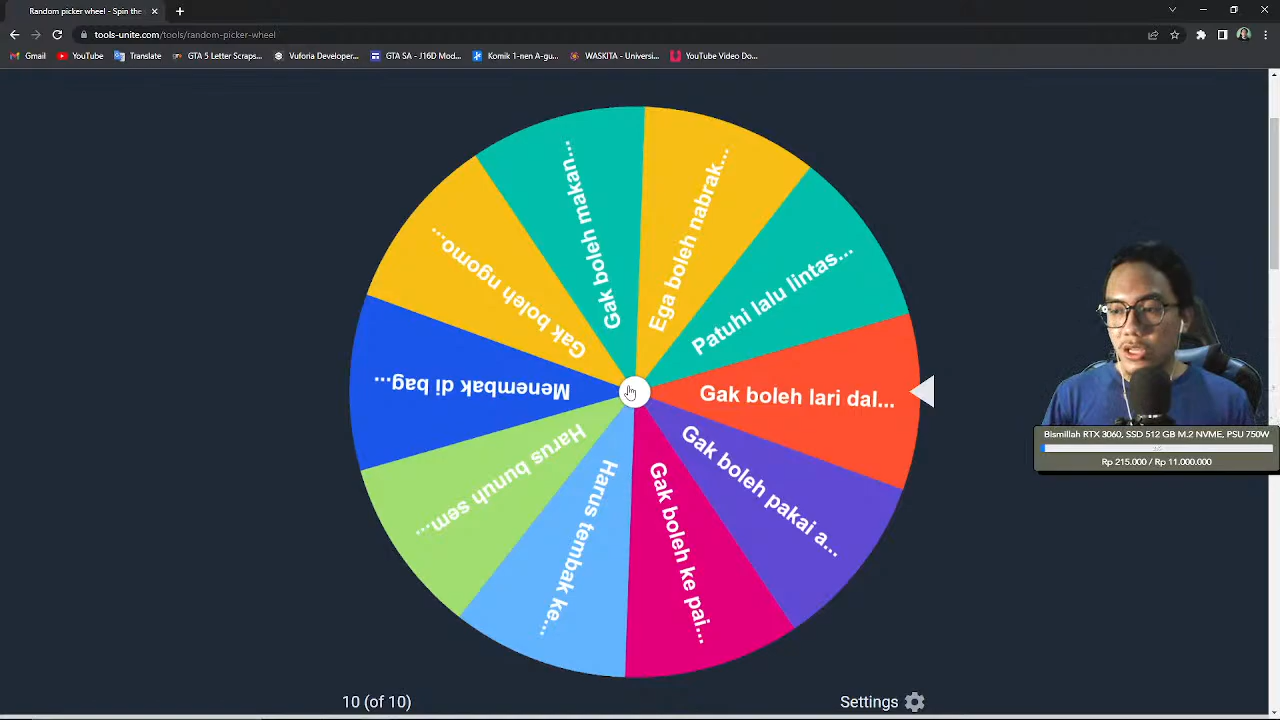 Random picker wheel - Spin the
tools-unite.com/tools/random-picker-wheel
Gmail
YouTube
Translate
GTA 5 Letter Scraps...
Vuforia Developer...
GTA SA - J16D Mod...
Komik 1-nen A-gu...
WASKITA - Universi...
YouTube Video Do...
Gak boleh makan...
Ega boleh nabrak...
Patuhi lalu lintas...
Gak boleh lari dal...
Gak boleh pakai a...
Gak boleh ke pai...
Harus tembak ke...
Harus bunuh sem...
Menembak di bag...
Gak boleh ngomo...
Bismillah RTX 3060, SSD 512 GB M.2 NVME, PSU 750W
Rp 215.000 / Rp 11.000.000
10 (of 10)
Settings